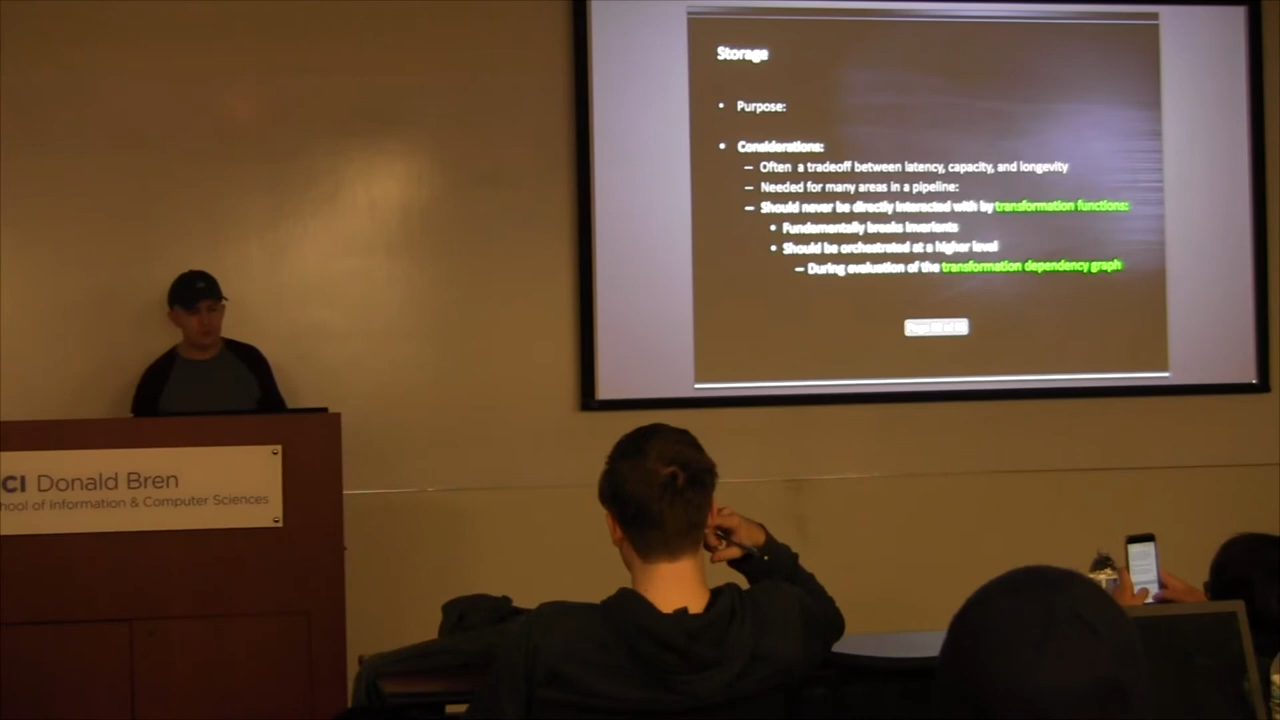 Storage
• Purpose:
• Considerations:
– Often a tradeoff between latency, capacity, and longevity
– Needed for many areas in a pipeline:
– Should never be directly interacted with by transformation functions:
• Fundamentally breaks invariants
• Should be orchestrated at a higher level
– During evaluation of the transformation dependency graph
CI Donald Bren
hool of Information & Computer Sciences